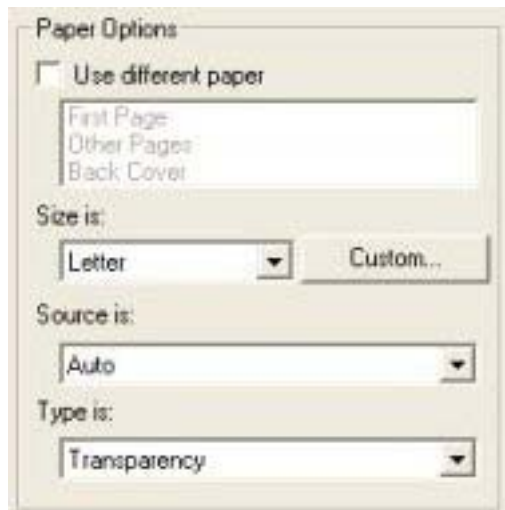 Paper Options
Use different paper
First Page
Other Pages
Back Cover
Size is:
Letter
Custom...
Source is:
Auto
Type is:
Transparency